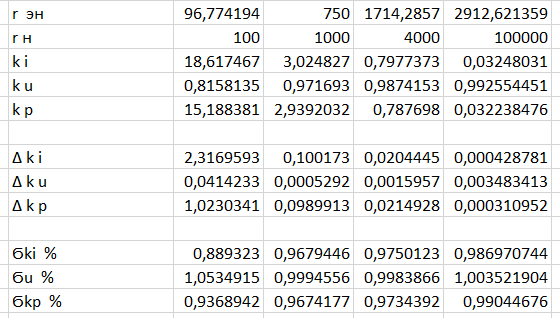 r эн 96,774194 750 1714,2857 2912,621359
r н 100 1000 4000 100000
k i 18,617467 3,024827 0,7977373 0,03248031
k u 0,8158135 0,971693 0,9874153 0,992554451
k p 15,188381 2,9392032 0,787698 0,032238476
Δ k i 2,3169593 0,100173 0,0204445 0,000428781
Δ k u 0,0414233 0,0005292 0,0015957 0,003483413
Δ k p 1,0230341 0,0989913 0,0214928 0,000310952
Ϭki % 0,889323 0,9679446 0,9750123 0,986970744
Ϭu % 1,0534915 0,9994556 0,9983866 1,003521904
Ϭkp % 0,9368942 0,9674177 0,9734392 0,99044676